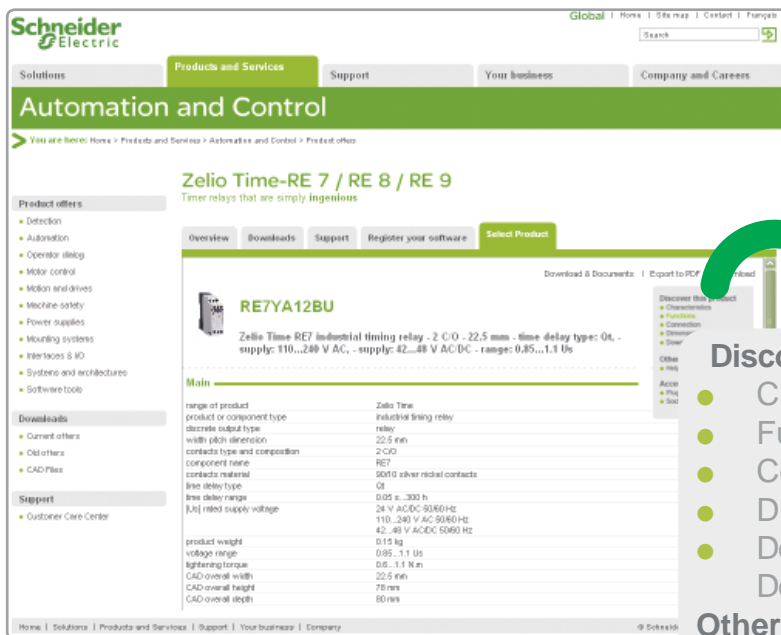 Schneider
Electric
Global | Home | Site map | Contact | Français
Search
Solutions
Products and Services
Support
Your business
Company and Careers
Automation and Control
You are here: Home > Products and Services > Automation and Control > Product offers
Zelio Time-RE 7 / RE 8 / RE 9
Timer relays that are simply ingenious
Product offers
Detection
Automation
Operator dialog
Motor control
Motion and drives
Machine safety
Power supplies
Mounting systems
Interfaces & I/O
Systems and architectures
Software tools
Downloads
Current offers
Old offers
CAD Files
Support
Customer Care Center
Overview
Downloads
Support
Register your software
Select Product
Download & Documents | Export to PDF
RE7YA12BU
Zelio Time RE7 industrial timing relay - 2 C/O - 22.5 mm - time delay type: Qt, -
supply: 110...240 V AC, - supply: 42...48 V AC/DC - range: 0.85...1.1 Us
Main
range of product Zelio Time
product or component type industrial timing relay
discrete output type relay
width pitch dimension 22.5 mm
contacts type and composition 2 C/O
component name RE7
contacts material 90/10 silver nickel contacts
time delay type Qt
time delay range 0.05 s...300 h
[Us] rated supply voltage 24 V AC/DC 50/60 Hz
110...240 V AC 50/60 Hz
42...48 V AC/DC 50/60 Hz
product weight 0.15 kg
voltage range 0.85...1.1 Us
tightening torque 0.6...1.1 N.m
CAD overall width 22.5 mm
CAD overall height 78 mm
CAD overall depth 80 mm
Discover this product
Characteristics
Functions
Connection
Other
Home | Solutions | Products and Services | Support | Your business | Company